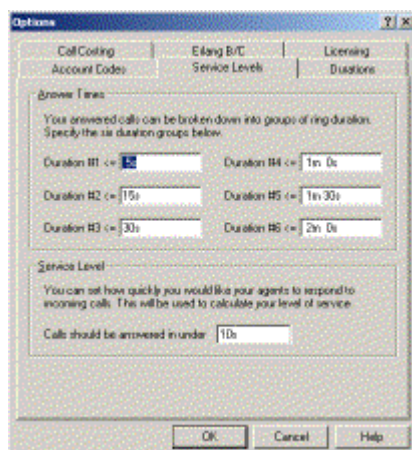 Options
Call Costing Erlang B/C Licensing
Account Codes Service Levels Durations
Answer Times
Your answered calls can be broken down into groups of ring duration.
Specify the six duration groups below.
Duration #1 <= 5s Duration #4 <= 1m 0s
Duration #2 <= 15s Duration #5 <= 1m 30s
Duration #3 <= 30s Duration #6 <= 2m 0s
Service Level
You can set how quickly you would like your agents to respond to
incoming calls. This will be used to calculate your level of service.
Calls should be answered in under 10s
OK Cancel Help